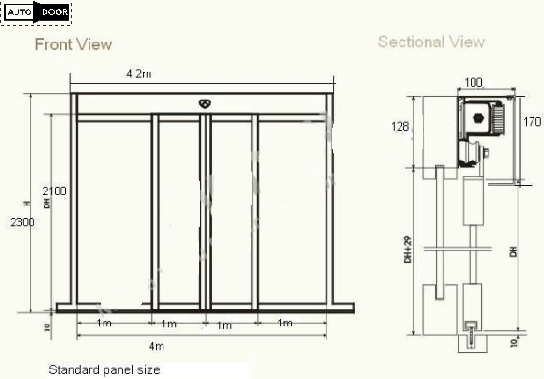 AUTO DOOR
Front View
Sectional View
4.2m
100
128
170
H
2300
DH
2100
DH+29
DH
10
1m
1m
1m
1m
4m
10
Standard panel size